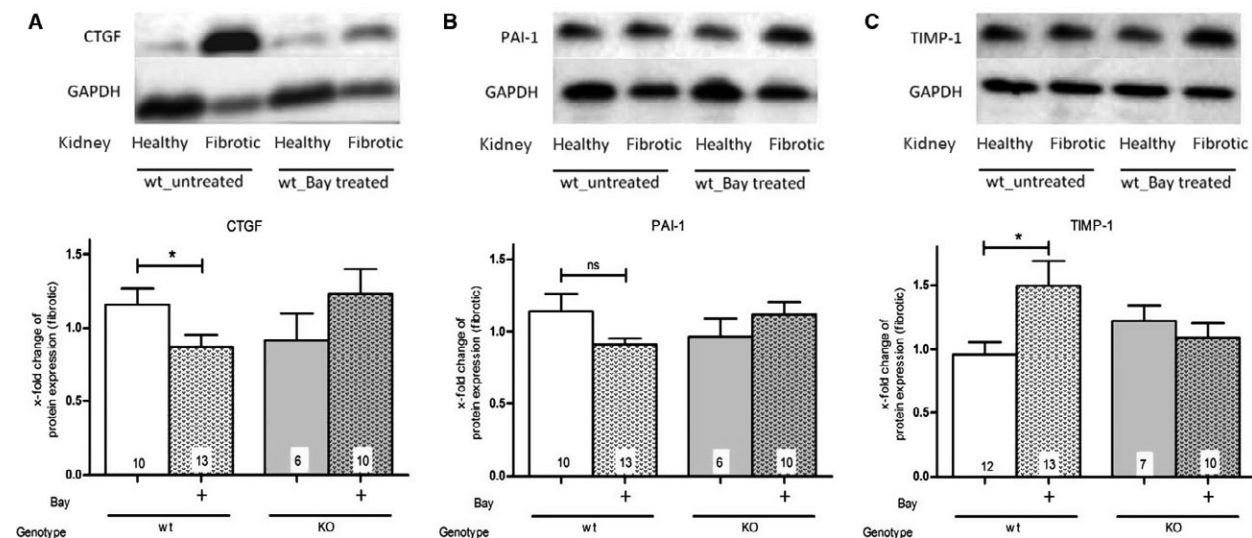 A
CTGF
GAPDH
Kidney Healthy Fibrotic Healthy Fibrotic
wt_untreated wt_Bay treated
CTGF
x-fold change of
protein expression (fibrotic)
1.5
1.0
0.5
0.0
*
10 13 6 10
Bay + +
Genotype wt KO
B
PAI-1
GAPDH
Kidney Healthy Fibrotic Healthy Fibrotic
wt_untreated wt_Bay treated
PAI-1
x-fold change of
protein expression (fibrotic)
1.5
1.0
0.5
0.0
ns
10 13 6 10
Bay + +
Genotype wt KO
C
TIMP-1
GAPDH
Kidney Healthy Fibrotic Healthy Fibrotic
wt_untreated wt_Bay treated
TIMP-1
x-fold change of
protein expression (fibrotic)
1.5
1.0
0.5
0.0
*
12 13 7 10
Bay + +
Genotype wt KO